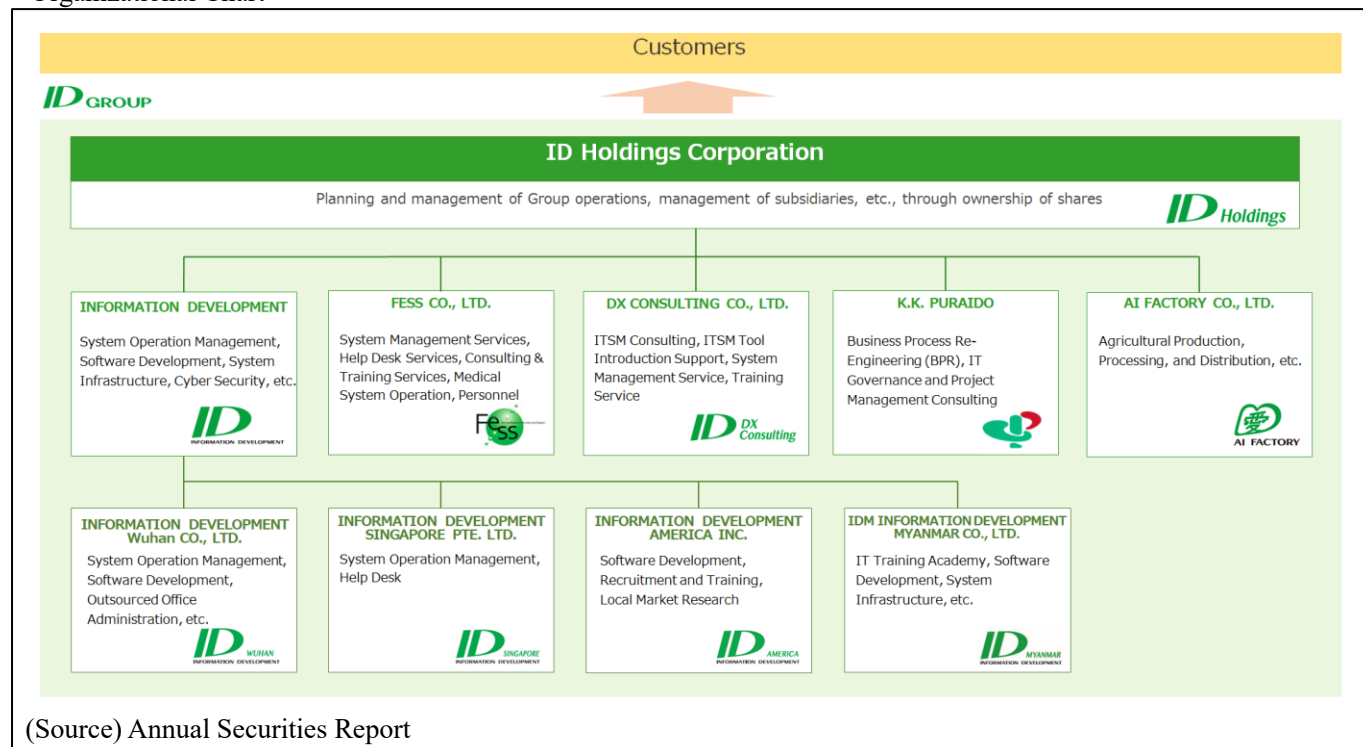 Organizational Chart
Customers
ID GROUP
ID Holdings Corporation
Planning and management of Group operations, management of subsidiaries, etc., through ownership of shares
ID Holdings
INFORMATION DEVELOPMENT
System Operation Management,
Software Development, System
Infrastructure, Cyber Security, etc.
ID
INFORMATION DEVELOPMENT
FESS CO., LTD.
System Management Services,
Help Desk Services, Consulting &
Training Services, Medical
System Operation, Personnel
Fess
DX CONSULTING CO., LTD.
ITSM Consulting, ITSM Tool
Introduction Support, System
Management Service, Training
Service
ID DX
Consulting
K.K. PURAIDO
Business Process Re-
Engineering (BPR), IT
Governance and Project
Management Consulting
AI FACTORY CO., LTD.
Agricultural Production,
Processing, and Distribution, etc.
愛
AI FACTORY
INFORMATION DEVELOPMENT
Wuhan CO., LTD.
System Operation Management,
Software Development,
Outsourced Office
Administration, etc.
ID WUHAN
INFORMATION DEVELOPMENT
INFORMATION DEVELOPMENT
SINGAPORE PTE. LTD.
System Operation Management,
Help Desk
ID SINGAPORE
INFORMATION DEVELOPMENT
INFORMATION DEVELOPMENT
AMERICA INC.
Software Development,
Recruitment and Training,
Local Market Research
ID AMERICA
INFORMATION DEVELOPMENT
IDM INFORMATION DEVELOPMENT
MYANMAR CO., LTD.
IT Training Academy, Software
Development, System
Infrastructure, etc.
ID MYANMAR
INFORMATION DEVELOPMENT
(Source) Annual Securities Report